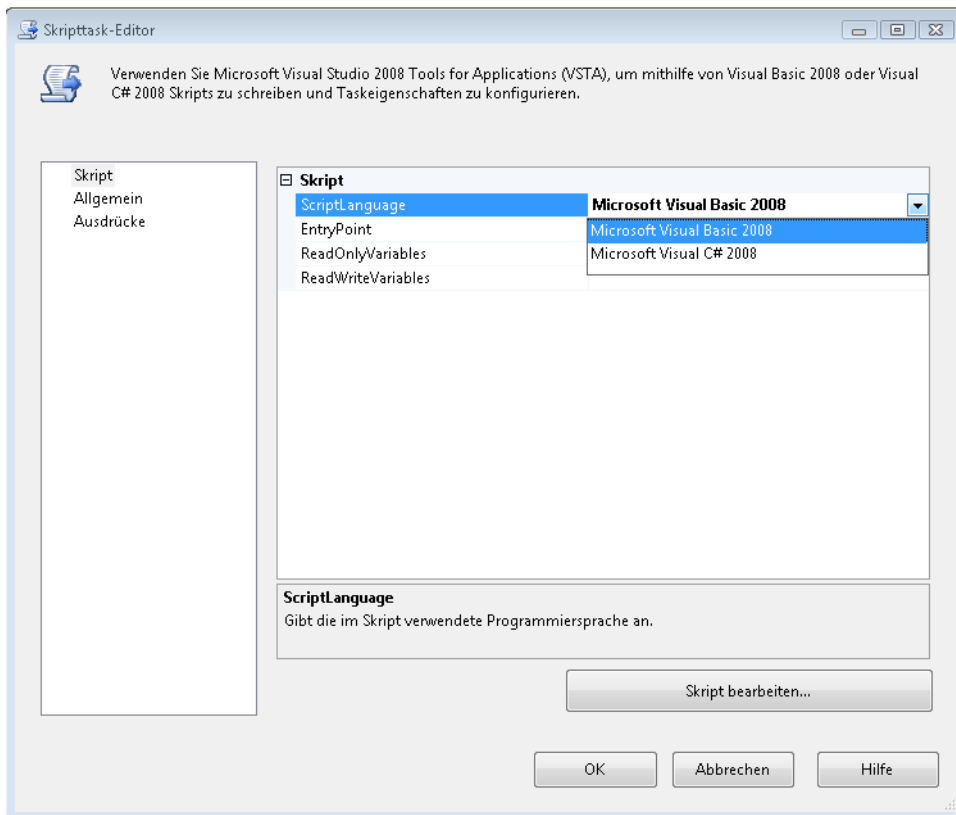 Skripttask-Editor
Verwenden Sie Microsoft Visual Studio 2008 Tools for Applications (VSTA), um mithilfe von Visual Basic 2008 oder Visual
C# 2008 Skripts zu schreiben und Taskeigenschaften zu konfigurieren.
Skript
Allgemein
Ausdrücke
Skript
ScriptLanguage Microsoft Visual Basic 2008
EntryPoint Microsoft Visual Basic 2008
ReadOnlyVariables Microsoft Visual C# 2008
ReadWriteVariables
ScriptLanguage
Gibt die im Skript verwendete Programmiersprache an.
Skript bearbeiten...
OK Abbrechen Hilfe